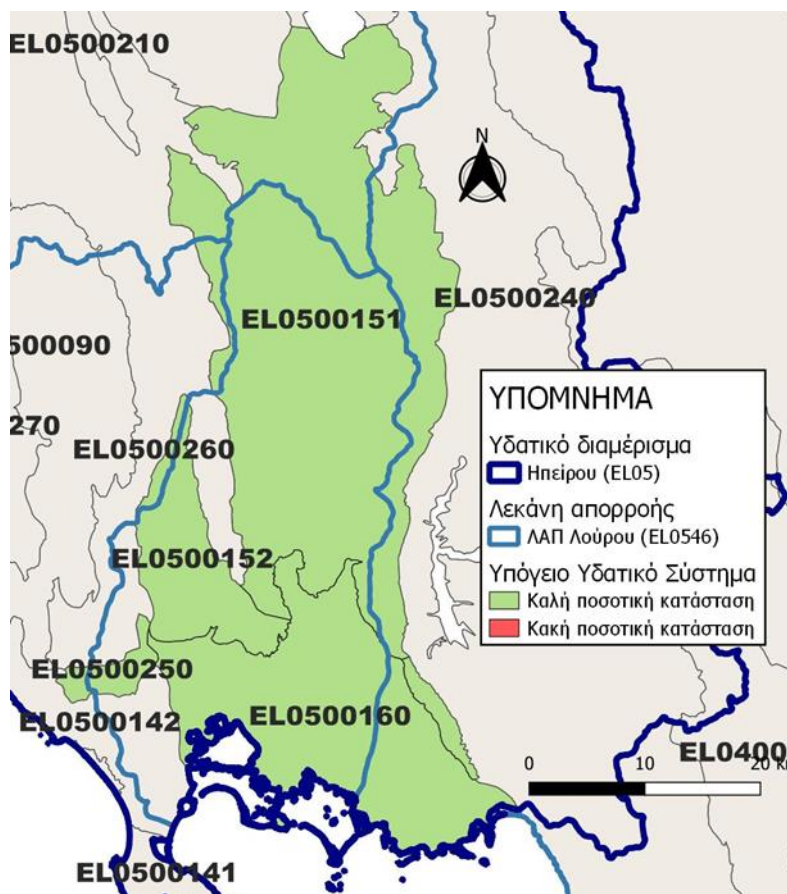 EL0500210
N
EL0500240
EL0500151
500090
270
EL0500260
EL0500152
EL0500250
EL0500142
EL0500160
EL0400
EL0500141
ΥΠΟΜΝΗΜΑ
Υδατικό διαμέρισμα
Ηπείρου (EL05)
Λεκάνη απορροής
ΛΑΠ Λούρου (EL0546)
Υπόγειο Υδατικό Σύστημα
Καλή ποσοτική κατάσταση
Κακή ποσοτική κατάσταση
0 10 20 km